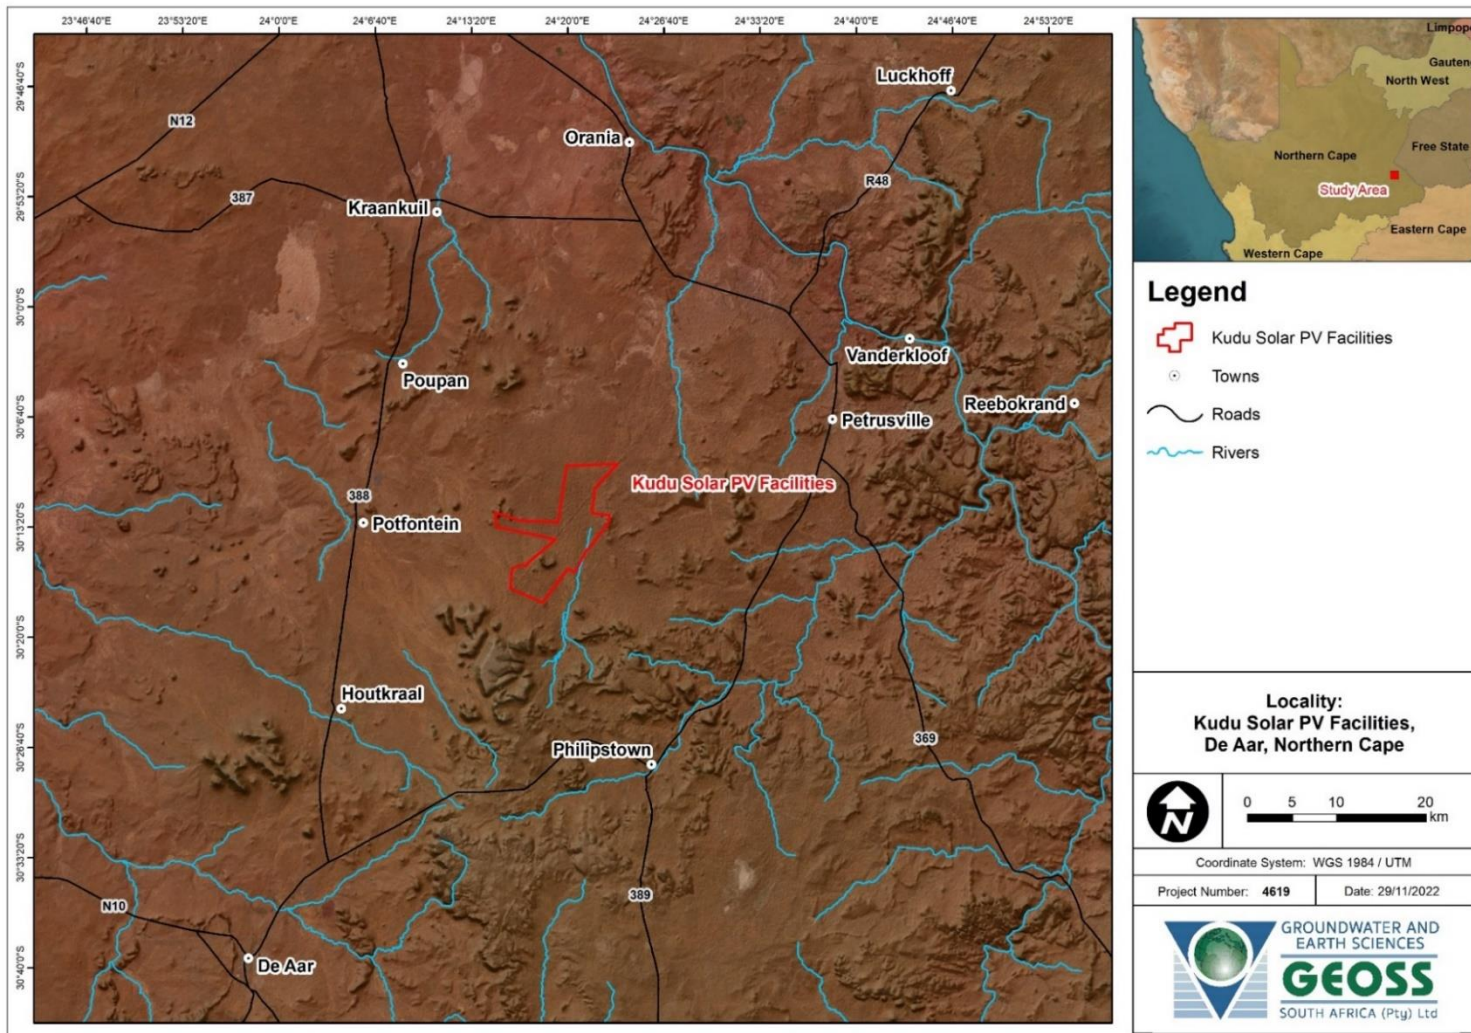 23°46'40"E
23°53'20"E
24°0'0"E
24°6'40"E
24°13'20"E
24°20'0"E
24°26'40"E
24°33'20"E
24°40'0"E
24°46'40"E
24°53'20"E
29°46'40"S
29°53'20"S
30°0'0"S
30°6'40"S
30°13'20"S
30°20'0"S
30°26'40"S
30°33'20"S
30°40'0"S
Luckhoff
N12
Orania
R48
387
Kraankuil
Vanderkloof
Poupan
Reebokrand
Petrusville
Kudu Solar PV Facilities
388
Potfontein
Houtkraal
369
Philipstown
389
N10
De Aar
Limpopo
Gauteng
North West
Northern Cape
Free State
Study Area
Eastern Cape
Western Cape
Legend
Kudu Solar PV Facilities
Towns
Roads
Rivers
Locality:
Kudu Solar PV Facilities,
De Aar, Northern Cape
N
0 5 10 20
km
Coordinate System: WGS 1984 / UTM
Project Number: 4619
Date: 29/11/2022
GROUNDWATER AND
EARTH SCIENCES
GEOSS
SOUTH AFRICA (Pty) Ltd